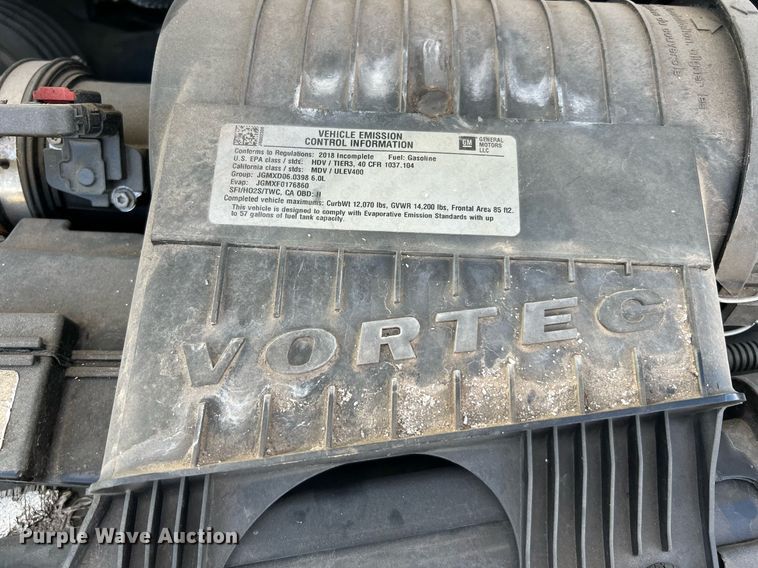 VEHICLE EMISSION
CONTROL INFORMATION
GM
GENERAL
MOTORS
LLC
Conforms to Regulations: 2018 Incomplete Fuel: Gasoline
U.S. EPA class / stds: HDV / TIER3, 40 CFR 1037.104
California class / stds: MDV / ULEV400
Group: JGMXD06.0398 6.0L
Evap: JGMXF0176860
SFI/HO2S/TWC, CA OBD: II
Completed vehicle maximums: CurbWt 12,070 lbs, GVWR 14,200 lbs, Frontal Area 85 ft2.
This vehicle is designed to comply with Evaporative Emission Standards with up
to 57 gallons of fuel tank capacity.
VORTEC
Purple Wave Auction